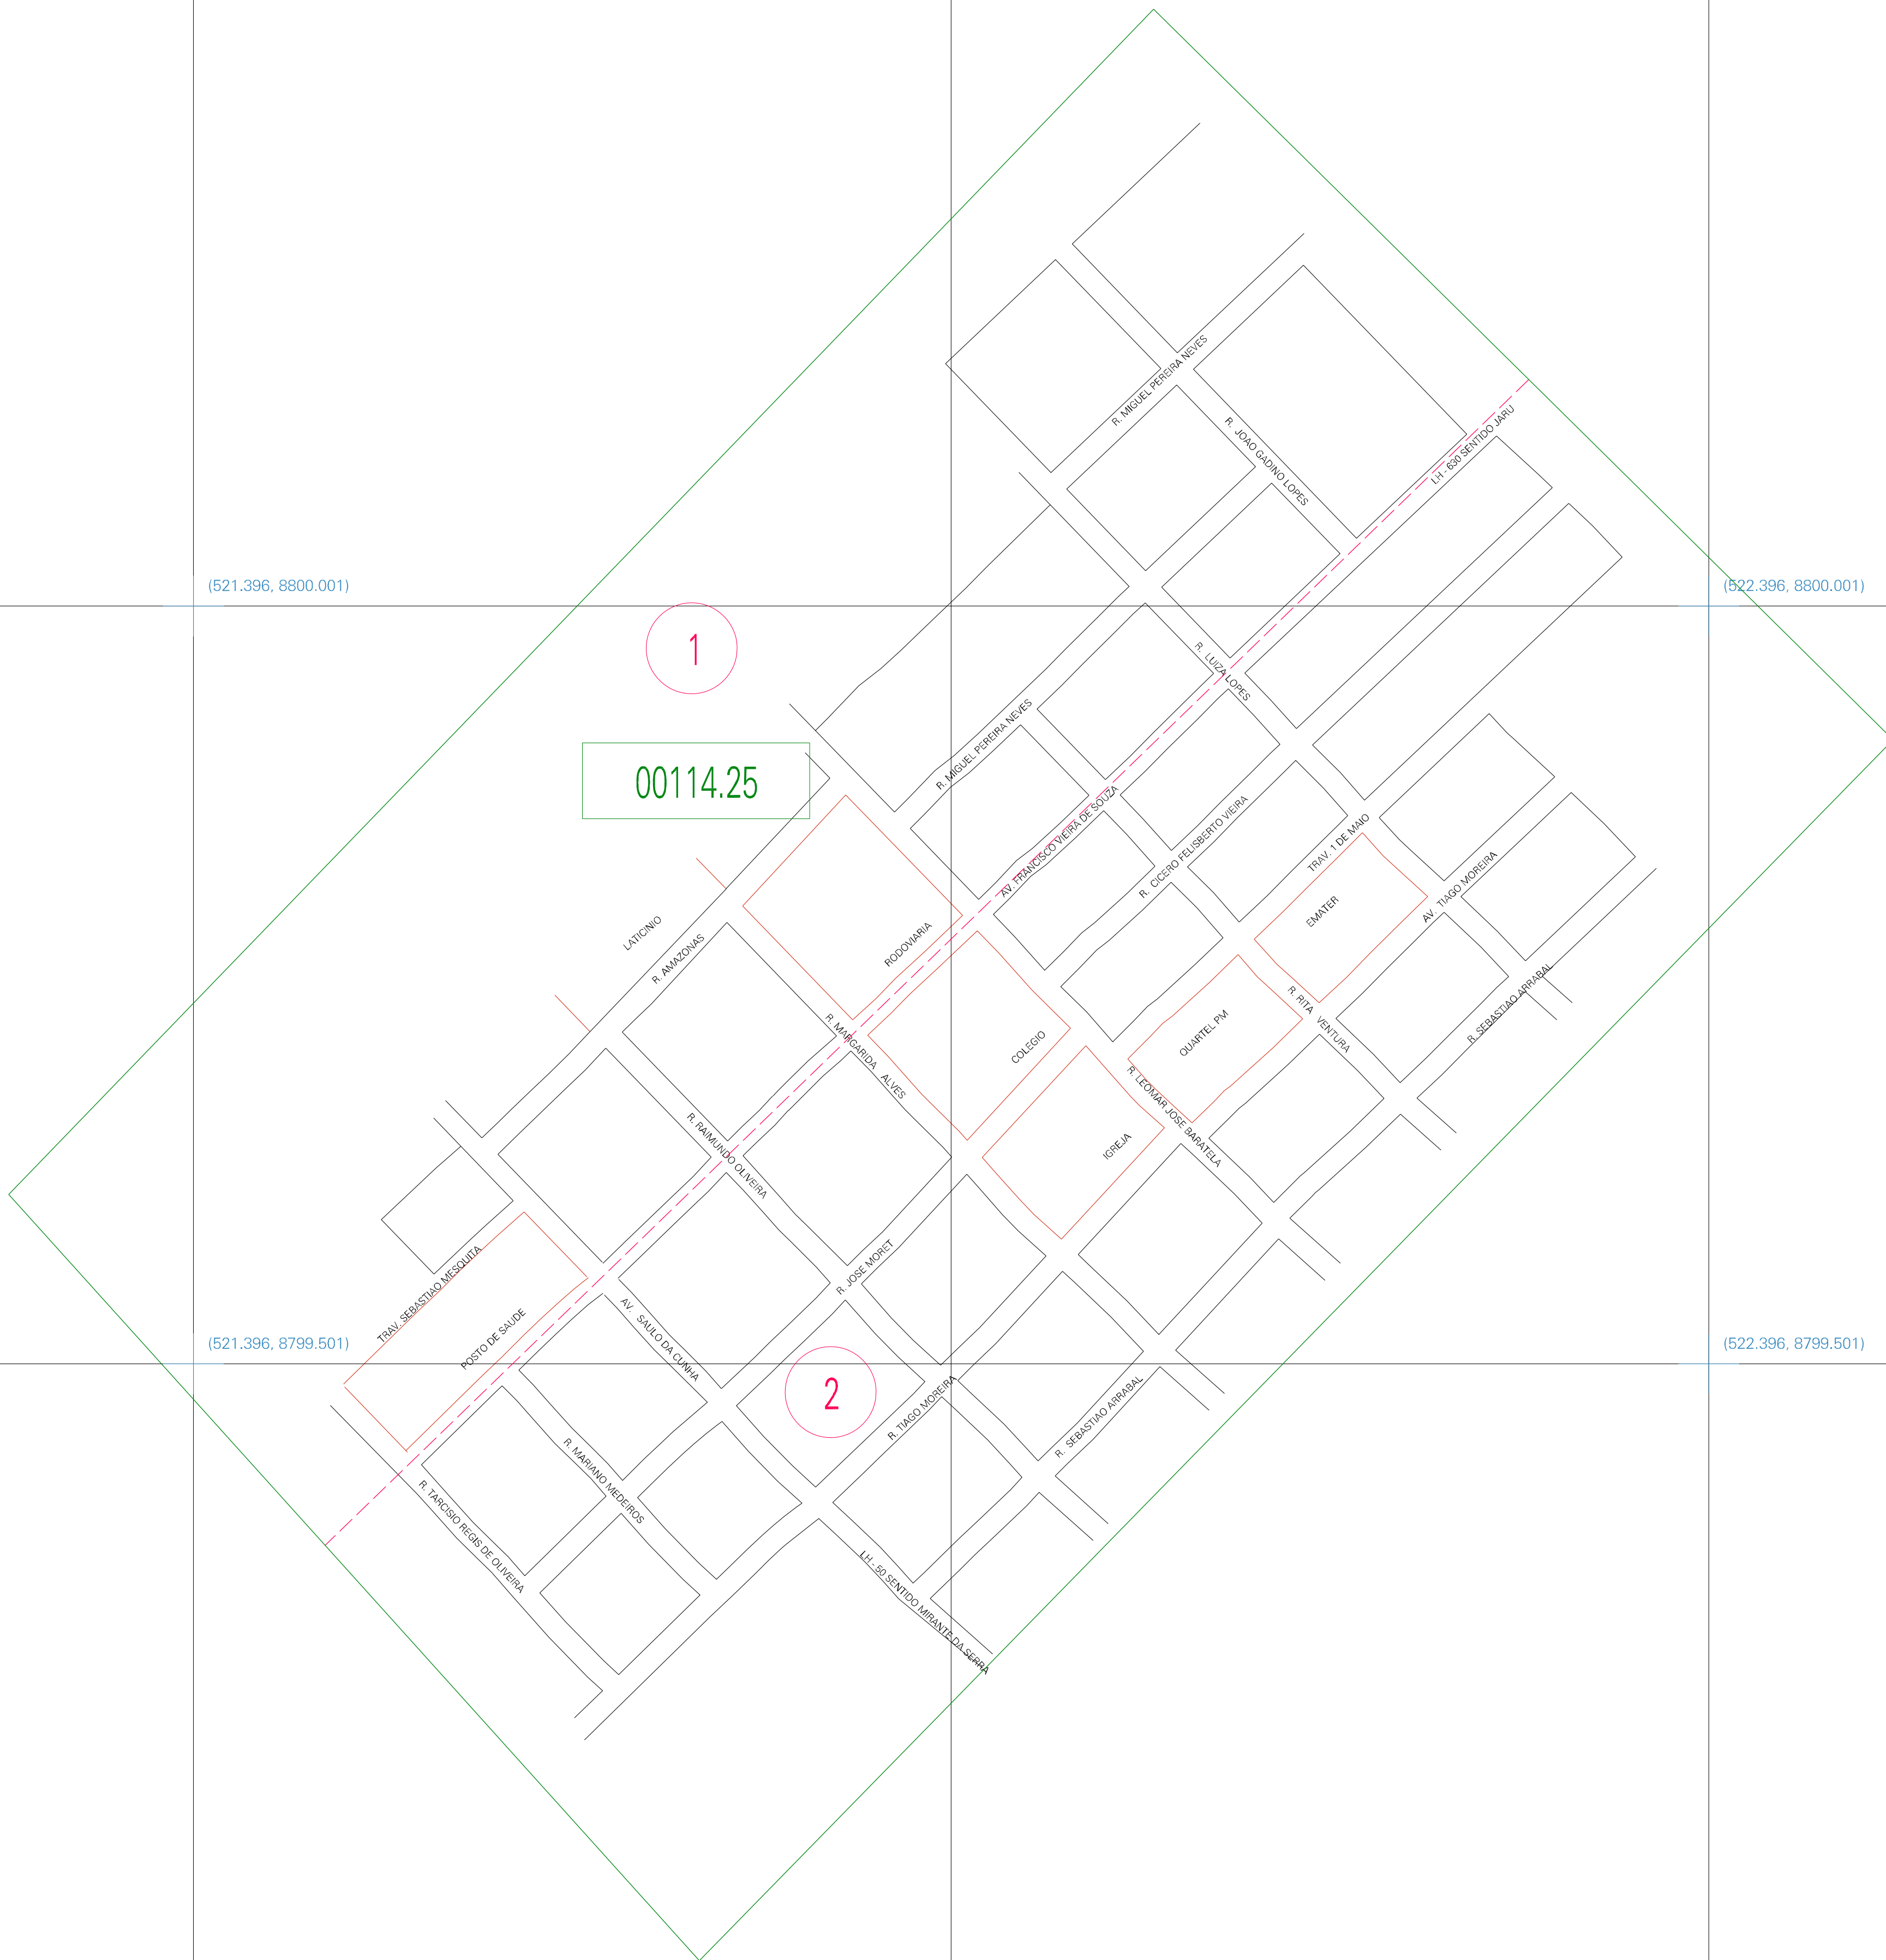 R. MIGUEL PEREIRA NEVES
R. JOAO GADINO LOPES
LH - 630 SENTIDO JARU
(521.396, 8800.001)
(522.396, 8800.001)
1
R. LUIZA LOPES
R. MIGUEL PEREIRA NEVES
00114.25
AV. FRANCISCO VIEIRA DE SOUZA
R. CICERO FELISBERTO VIEIRA
TRAV. 1 DE MAIO
AV. TIAGO MOREIRA
EMATER
LATICINIO
R. AMAZONAS
RODOVIARIA
R. SEBASTIAO ARRABAL
R. RITA VENTURA
QUARTEL PM
COLEGIO
R. MARGARIDA ALVES
R. LEOMAR JOSE BARATELA
IGREJA
R. RAIMUNDO OLIVEIRA
R. JOSE MORET
TRAV. SEBASTIAO MESQUITA
POSTO DE SAUDE
AV. SAULO DA CUNHA
(521.396, 8799.501)
(522.396, 8799.501)
2
R. TIAGO MOREIRA
R. SEBASTIAO ARRABAL
R. MARIANO MEDEIROS
R. TARCISIO REGIS DE OLIVEIRA
LH - 50 SENTIDO MIRANTE DA SERRA